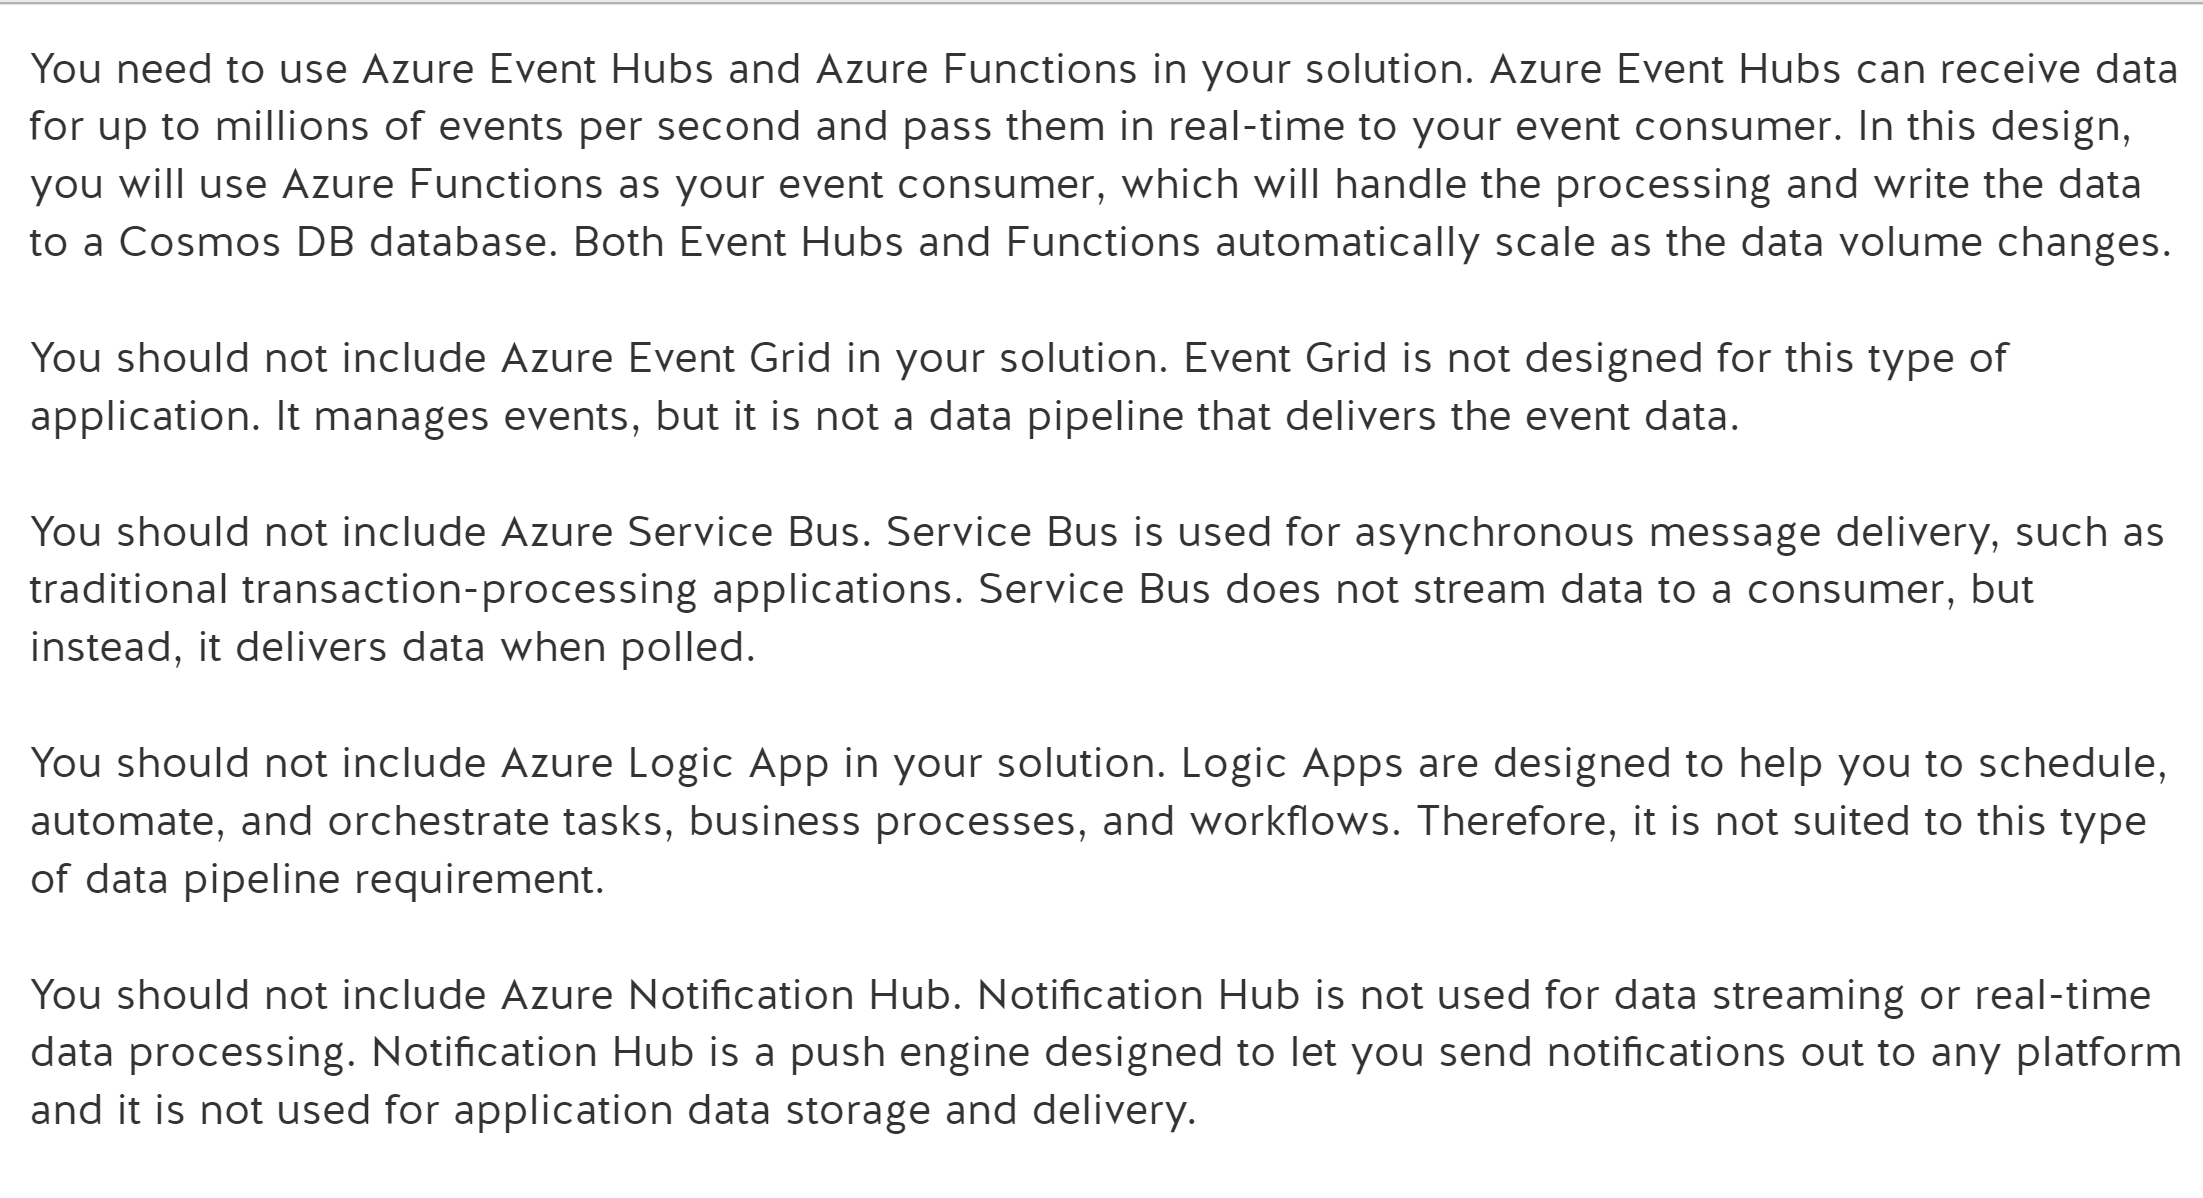 You need to use Azure Event Hubs and Azure Functions in your solution. Azure Event Hubs can receive data
for up to millions of events per second and pass them in real-time to your event consumer. In this design,
you will use Azure Functions as your event consumer, which will handle the processing and write the data
to a Cosmos DB database. Both Event Hubs and Functions automatically scale as the data volume changes.
You should not include Azure Event Grid in your solution. Event Grid is not designed for this type of
application. It manages events, but it is not a data pipeline that delivers the event data.
You should not include Azure Service Bus. Service Bus is used for asynchronous message delivery, such as
traditional transaction-processing applications. Service Bus does not stream data to a consumer, but
instead, it delivers data when polled.
You should not include Azure Logic App in your solution. Logic Apps are designed to help you to schedule,
automate, and orchestrate tasks, business processes, and workflows. Therefore, it is not suited to this type
of data pipeline requirement.
You should not include Azure Notification Hub. Notification Hub is not used for data streaming or real-time
data processing. Notification Hub is a push engine designed to let you send notifications out to any platform
and it is not used for application data storage and delivery.